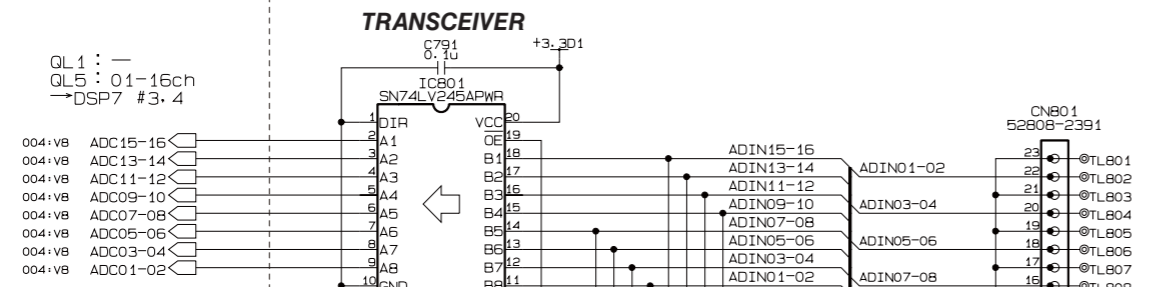 TRANSCEIVER
C791
0.1u
+3.3D1
QL1 : —
QL5 : 01-16ch
→DSP7 #3,4
IC801
SN74LV245APWR
CN801
52808-2391
1 DIR VCC 20
004:V8 ADC15-16 2 A1 OE 19
004:V8 ADC13-14 3 A2 B1 18 ADIN15-16
004:V8 ADC11-12 4 A3 B2 17 ADIN13-14
004:V8 ADC09-10 5 A4 B3 16 ADIN11-12
004:V8 ADC07-08 6 A5 B4 15 ADIN09-10
004:V8 ADC05-06 7 A6 B5 14 ADIN07-08
004:V8 ADC03-04 8 A7 B6 13 ADIN05-06
004:V8 ADC01-02 9 A8 B7 12 ADIN03-04
10 GND B8 11 ADIN01-02
23 TL801
ADIN01-02 22 TL802
21 TL803
ADIN03-04 20 TL804
19 TL805
ADIN05-06 18 TL806
17 TL807
ADIN07-08 16 TL808